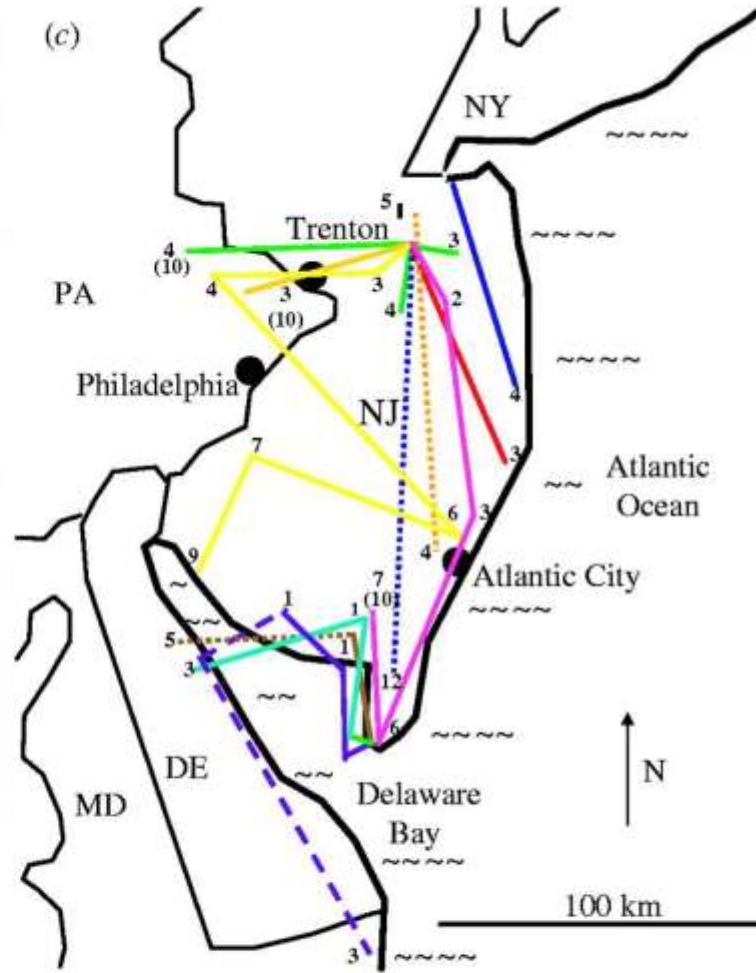 (c)
NY
5
Trenton
3
4
(10)
PA
4
3
3
(10)
2
4
Philadelphia
4
NJ
7
3
Atlantic
Ocean
6
3
4
9
Atlantic City
7
(10)
1
1
5
1
3
12
6
DE
N
MD
Delaware
Bay
100 km
3